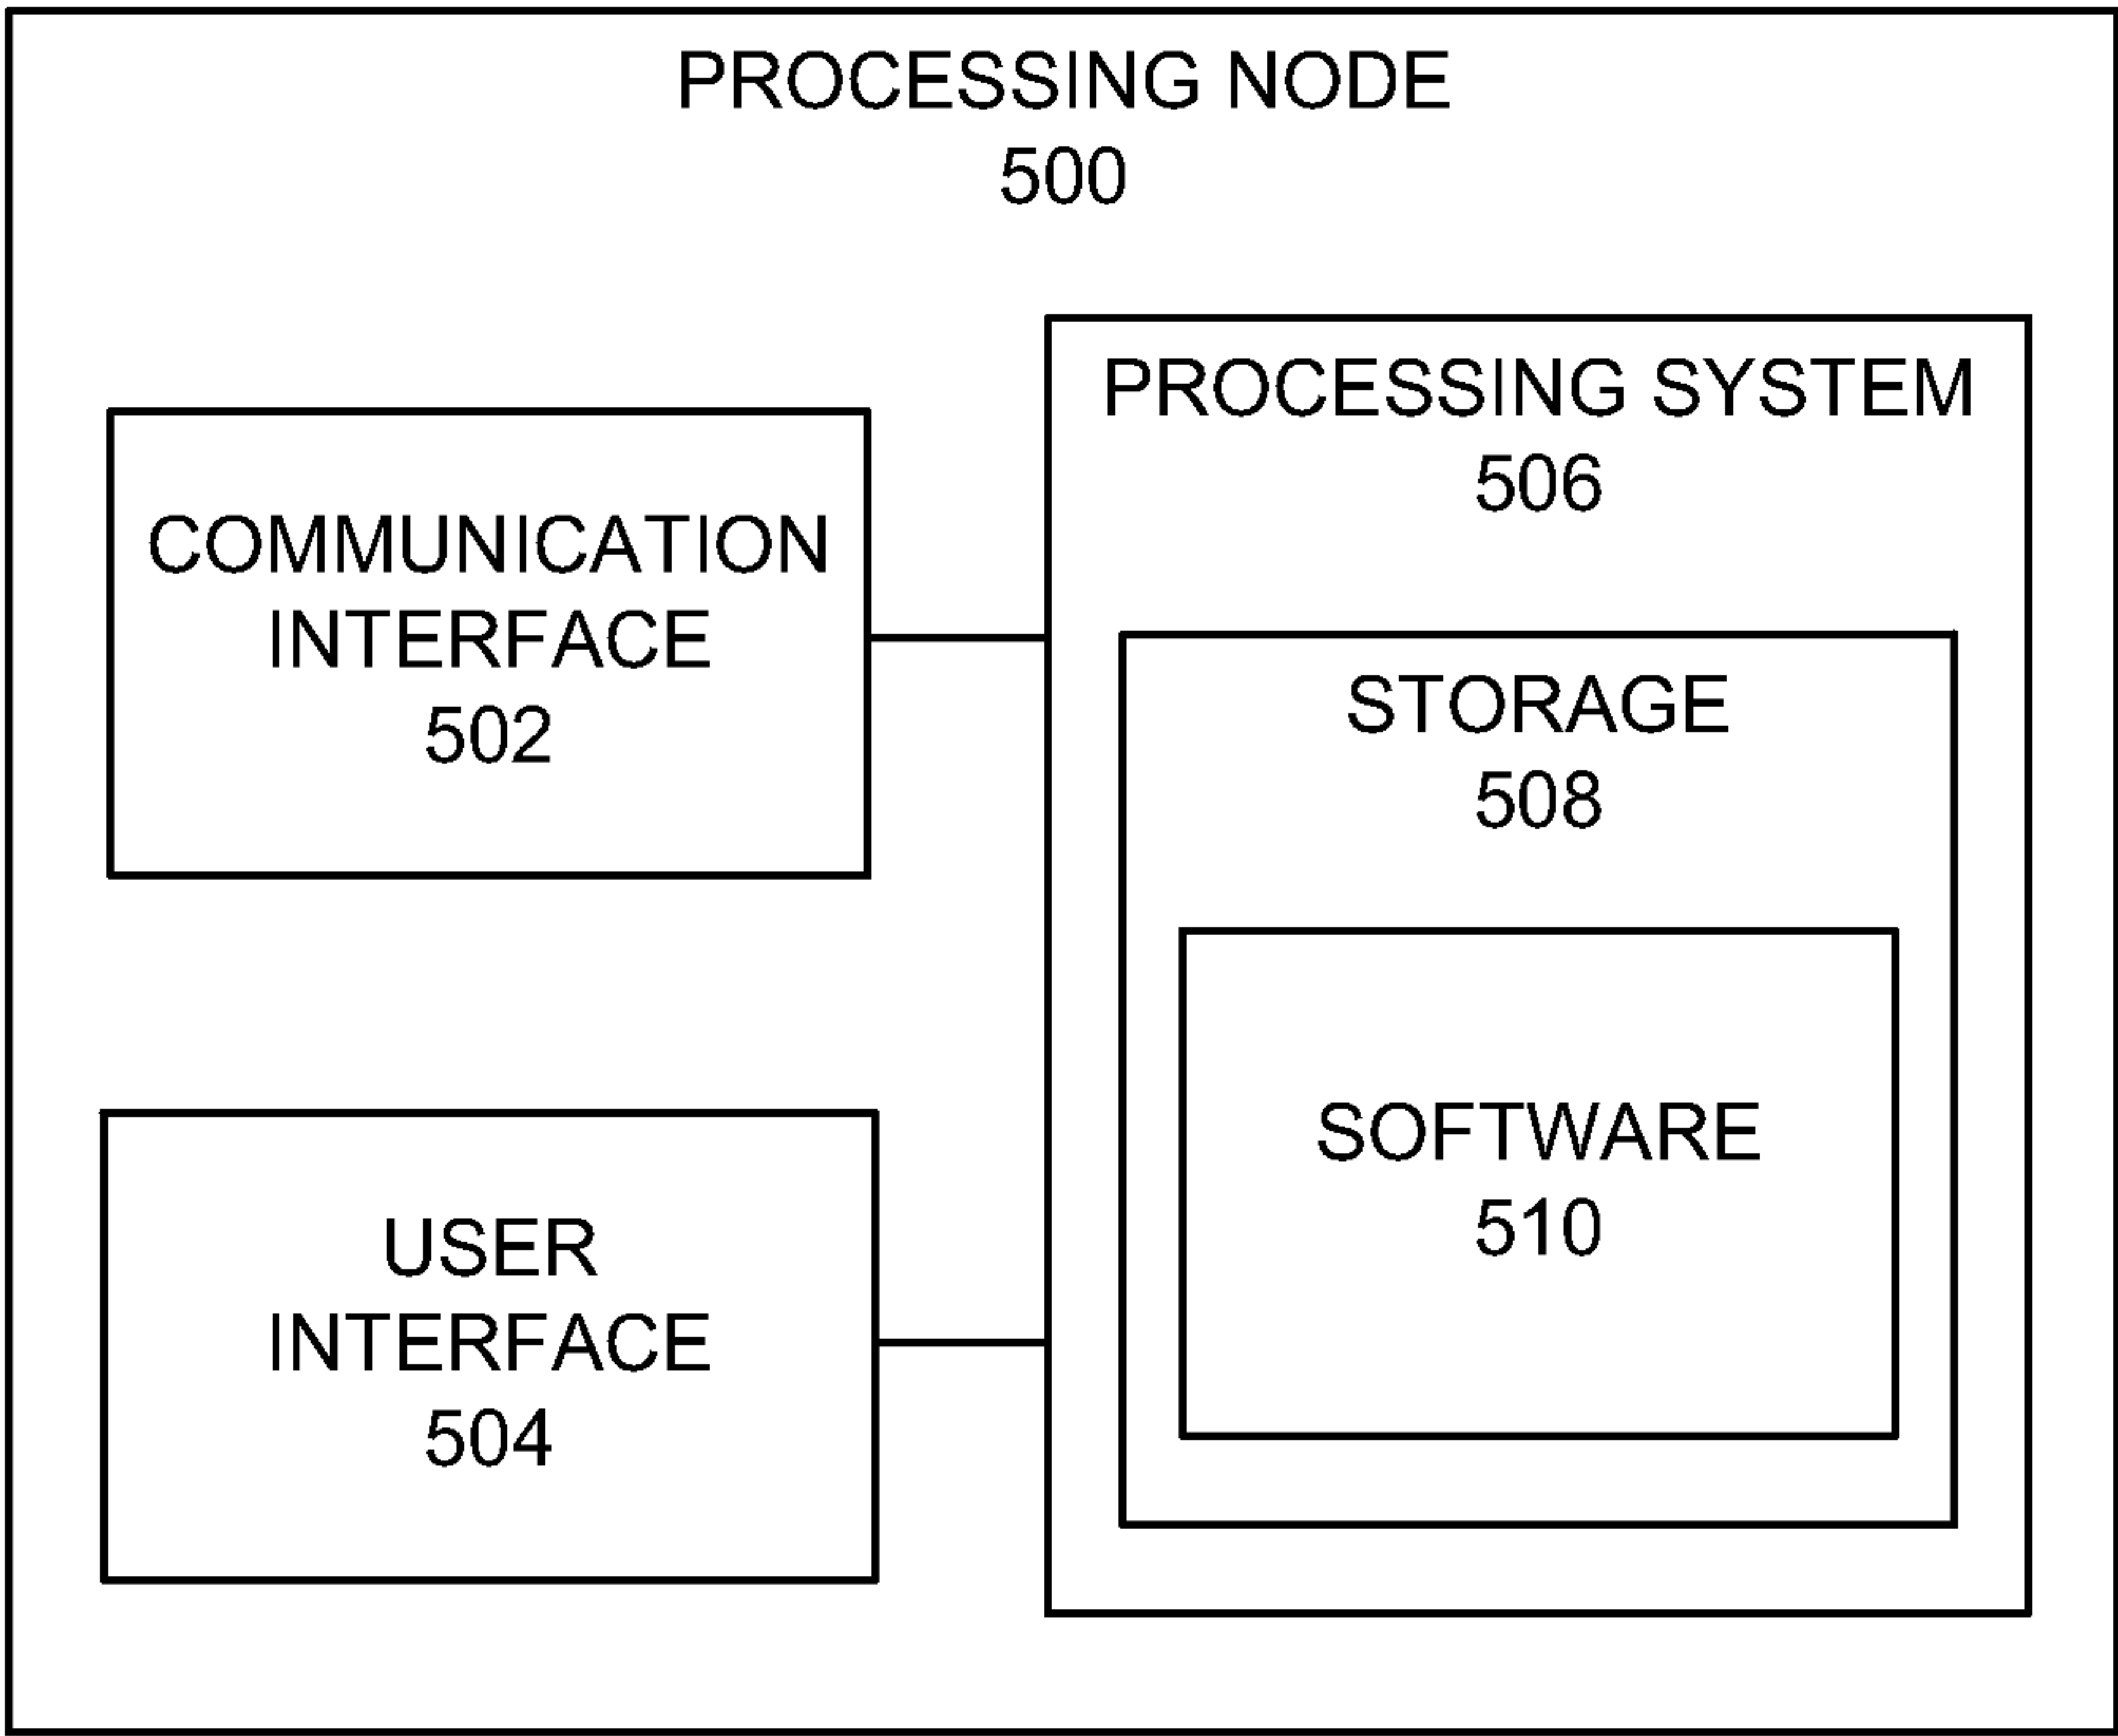 PROCESSING NODE
500
COMMUNICATION
INTERFACE
502
USER
INTERFACE
504
PROCESSING SYSTEM
506
STORAGE
508
SOFTWARE
510